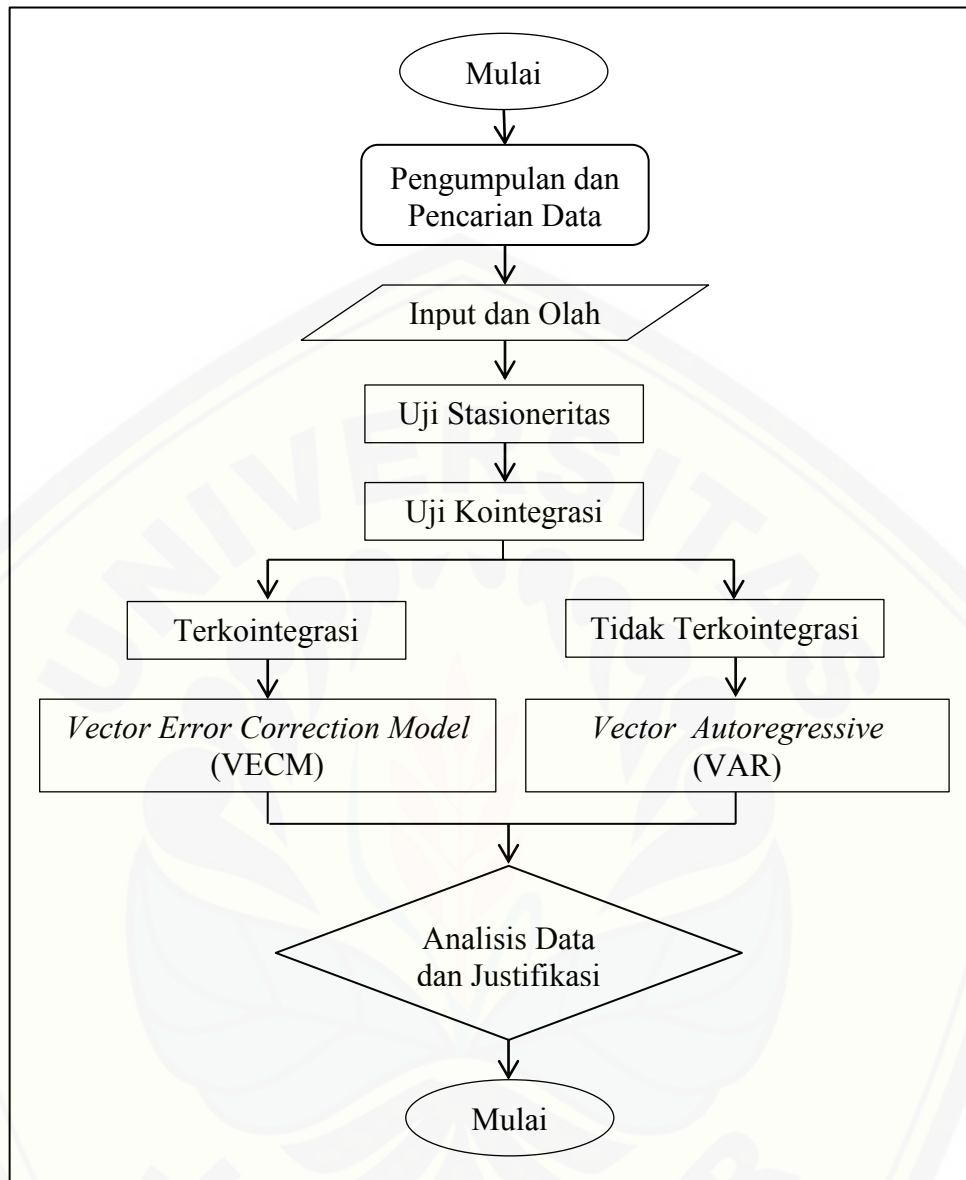 Mulai
Pengumpulan dan
Pencarian Data
Input dan Olah
Uji Stasioneritas
Uji Kointegrasi
Terkointegrasi
Tidak Terkointegrasi
Vector Error Correction Model
(VECM)
Vector Autoregressive
(VAR)
Analisis Data
dan Justifikasi
Mulai
UNIVERSITAS